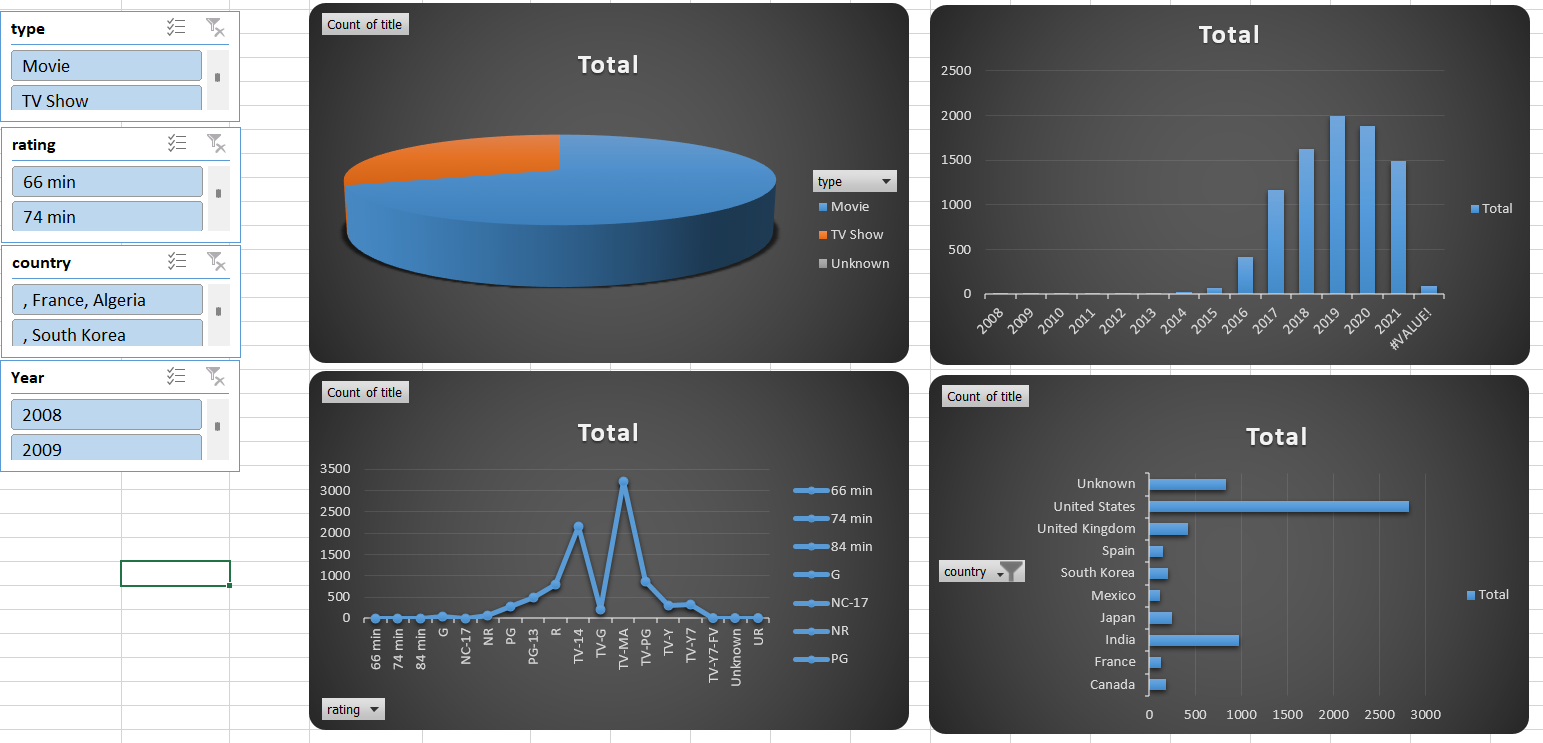 type
Movie
TV Show
rating
66 min
74 min
country
, France, Algeria
, South Korea
Year
2008
2009
Count of title
Total
type
Movie
TV Show
Unknown
Total
2500
2000
1500
1000
500
0
2008
2009
2010
2011
2012
2013
2014
2015
2016
2017
2018
2019
2020
2021
#VALUE!
Total
Count of title
Total
3500
3000
2500
2000
1500
1000
500
0
66 min
74 min
84 min
G
NC-17
NR
PG
PG-13
R
TV-14
TV-G
TV-MA
TV-PG
TV-Y
TV-Y7
TV-Y7-FV
Unknown
UR
66 min
74 min
84 min
G
NC-17
NR
PG
rating
Count of title
Total
Unknown
United States
United Kingdom
Spain
South Korea
Mexico
Japan
India
France
Canada
0 500 1000 1500 2000 2500 3000
country
Total